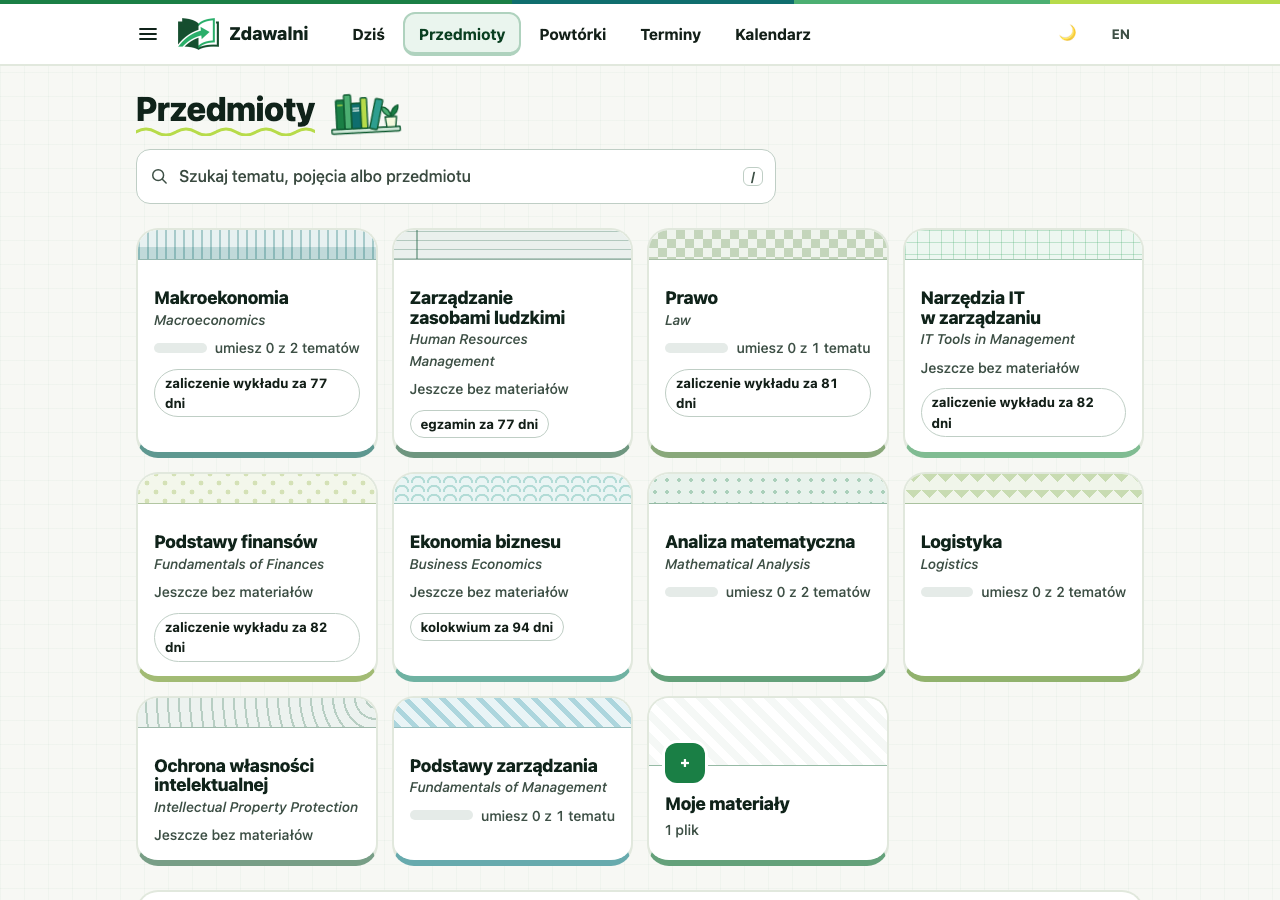 Zdawalni
Dziś
Przedmioty
Powtórki
Terminy
Kalendarz
EN
Przedmioty
Szukaj tematu, pojęcia albo przedmiotu
/
Makroekonomia
Macroeconomics
umiesz 0 z 2 tematów
zaliczenie wykładu za 77
dni
Zarządzanie
zasobami ludzkimi
Human Resources
Management
Jeszcze bez materiałów
egzamin za 77 dni
Prawo
Law
umiesz 0 z 1 tematu
zaliczenie wykładu za 81
dni
Narzędzia IT
w zarządzaniu
IT Tools in Management
Jeszcze bez materiałów
zaliczenie wykładu za 82
dni
Podstawy finansów
Fundamentals of Finances
Jeszcze bez materiałów
zaliczenie wykładu za 82
dni
Ekonomia biznesu
Business Economics
Jeszcze bez materiałów
kolokwium za 94 dni
Analiza matematyczna
Mathematical Analysis
umiesz 0 z 2 tematów
Logistyka
Logistics
umiesz 0 z 2 tematów
Ochrona własności
intelektualnej
Intellectual Property Protection
Jeszcze bez materiałów
Podstawy zarządzania
Fundamentals of Management
umiesz 0 z 1 tematu
+
Moje materiały
1 plik